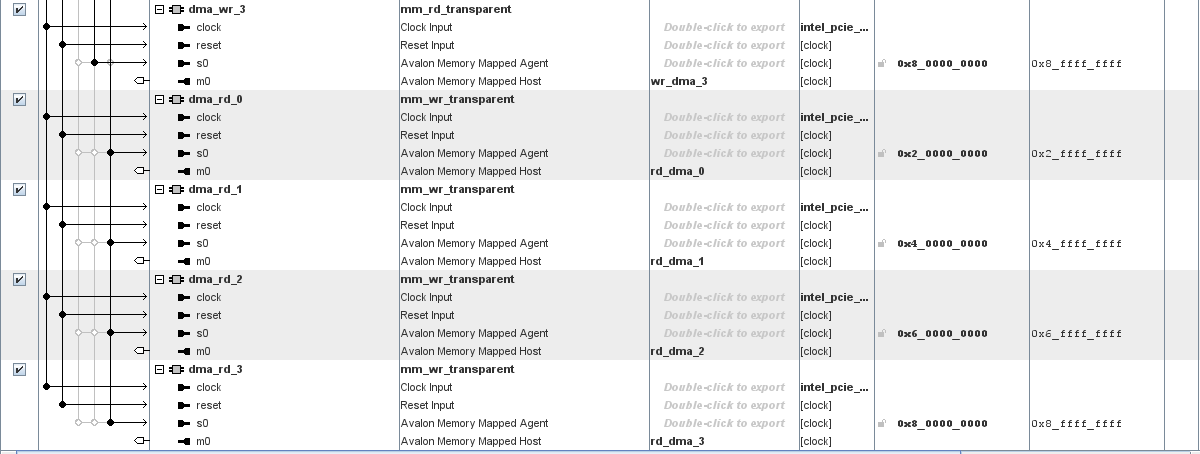 dma_wr_3 mm_rd_transparent
clock Clock Input Double-click to export intel_pcie_...
reset Reset Input Double-click to export [clock]
s0 Avalon Memory Mapped Agent Double-click to export [clock] 0x8_0000_0000 0x8_ffff_ffff
m0 Avalon Memory Mapped Host wr_dma_3 [clock]
dma_rd_0 mm_wr_transparent
clock Clock Input Double-click to export intel_pcie_...
reset Reset Input Double-click to export [clock]
s0 Avalon Memory Mapped Agent Double-click to export [clock] 0x2_0000_0000 0x2_ffff_ffff
m0 Avalon Memory Mapped Host rd_dma_0 [clock]
dma_rd_1 mm_wr_transparent
clock Clock Input Double-click to export intel_pcie_...
reset Reset Input Double-click to export [clock]
s0 Avalon Memory Mapped Agent Double-click to export [clock] 0x4_0000_0000 0x4_ffff_ffff
m0 Avalon Memory Mapped Host rd_dma_1 [clock]
dma_rd_2 mm_wr_transparent
clock Clock Input Double-click to export intel_pcie_...
reset Reset Input Double-click to export [clock]
s0 Avalon Memory Mapped Agent Double-click to export [clock] 0x6_0000_0000 0x6_ffff_ffff
m0 Avalon Memory Mapped Host rd_dma_2 [clock]
dma_rd_3 mm_wr_transparent
clock Clock Input Double-click to export intel_pcie_...
reset Reset Input Double-click to export [clock]
s0 Avalon Memory Mapped Agent Double-click to export [clock] 0x8_0000_0000 0x8_ffff_ffff
m0 Avalon Memory Mapped Host rd_dma_3 [clock]